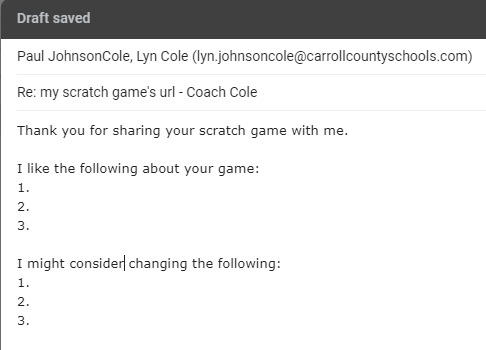 Draft saved
Paul JohnsonCole, Lyn Cole (lyn.johnsoncole@carrollcountyschools.com)
Re: my scratch game's url - Coach Cole
Thank you for sharing your scratch game with me.
I like the following about your game:
1.
2.
3.
I might consider changing the following:
1.
2.
3.